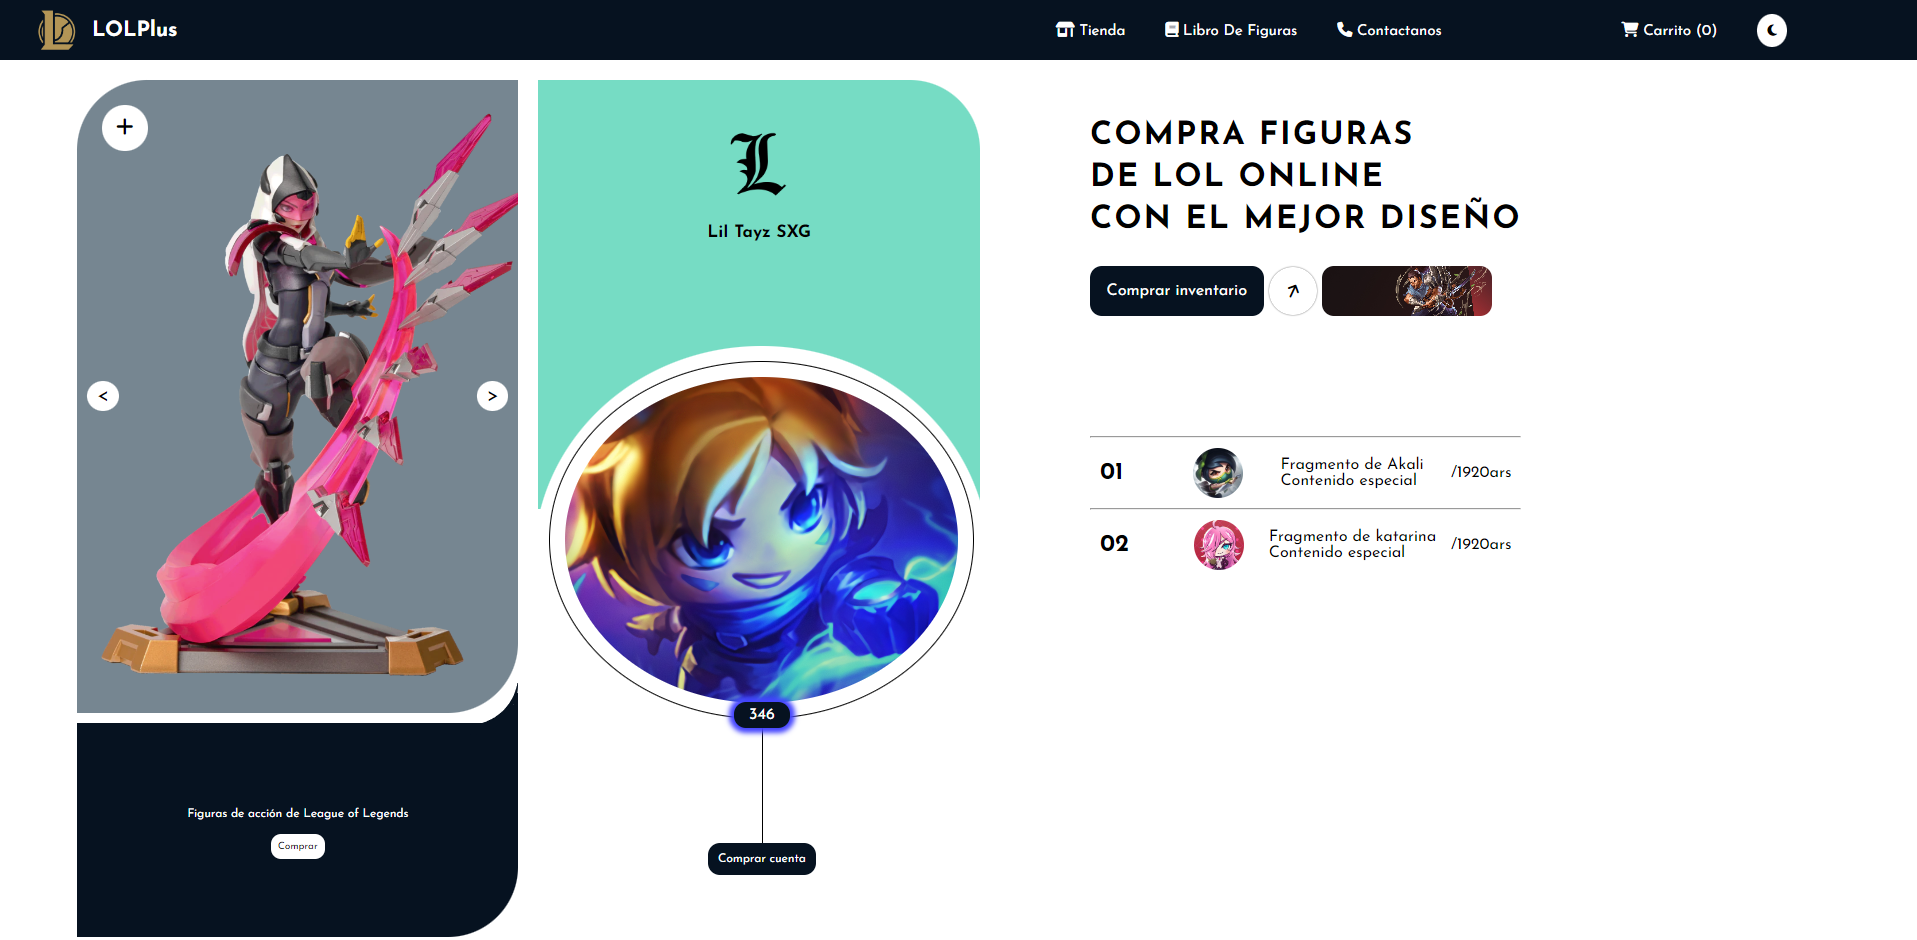 LOLPlus
Tienda
Libro De Figuras
Contactanos
Carrito (0)
+
<
>
Figuras de acción de League of Legends
Comprar
L
Lil Tayz SXG
346
Comprar cuenta
COMPRA FIGURAS
DE LOL ONLINE
CON EL MEJOR DISEÑO
Comprar inventario
01
Fragmento de Akali
Contenido especial
/1920ars
02
Fragmento de katarina
Contenido especial
/1920ars